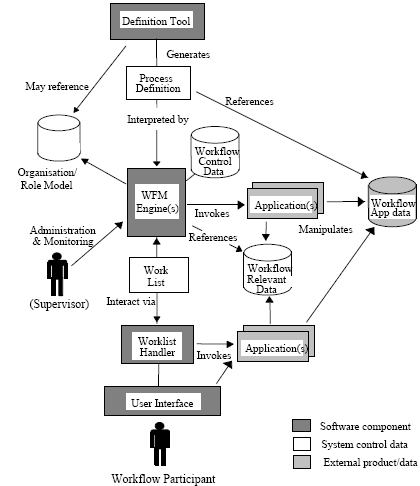 Definition Tool
Generates
Process
Definition
May reference
References
Interpreted by
Organisation/
Role Model
Workflow
Control
Data
WFM
Engine(s)
Invokes
Application(s)
Workflow
App data
Manipulates
Administration
& Monitoring
References
(Supervisor)
Work
List
Workflow
Relevant
Data
Interact via
Worklist
Handler
Invokes
Application(s)
User Interface
Workflow Participant
Software component
System control data
External product/data